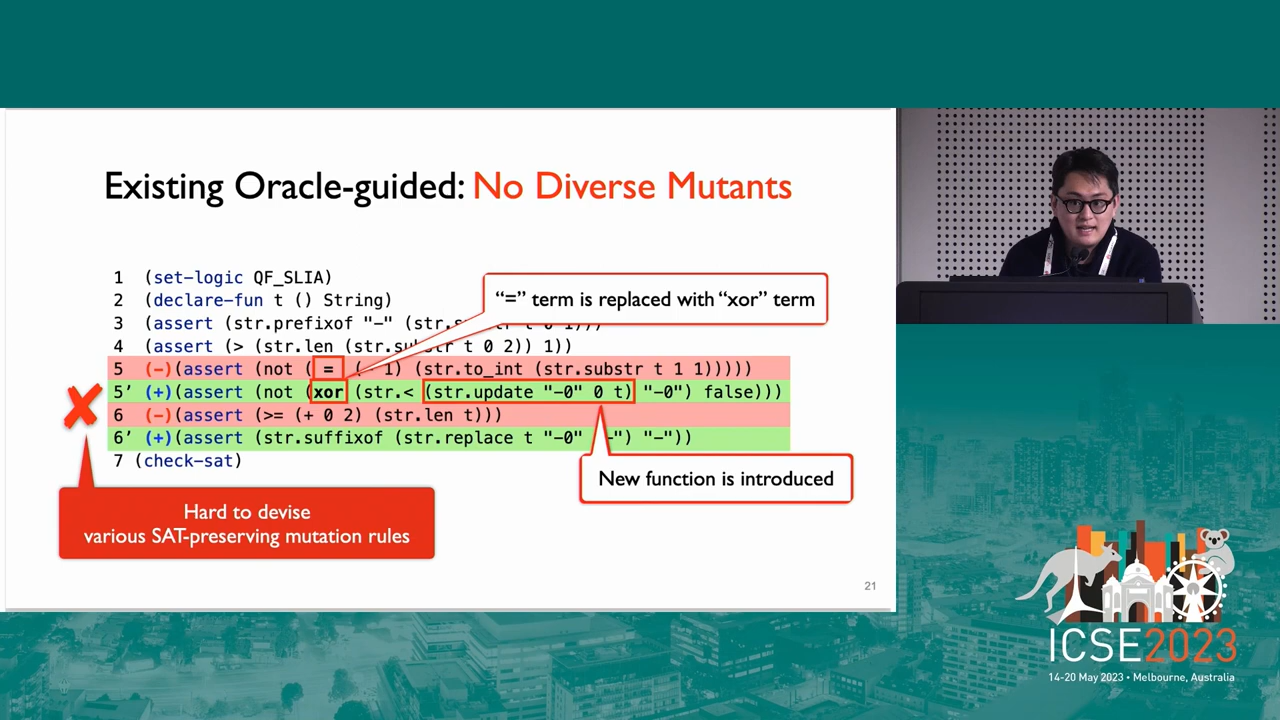 Existing Oracle-guided: No Diverse Mutants
1 (set-logic QF_SLIA)
2 (declare-fun t () String)
3 (assert (str.prefixof "-" (str.
4 (assert (> (str.len (str.substr t 0 2)) 1))
5 (-)(assert (not ( = 1) (str.to_int (str.substr t 1 1)))))
5’ (+)(assert (not (xor (str.< (str.update "-0" 0 t) "-0") false)))
6 (-)(assert (>= (+ 0 2) (str.len t)))
6’ (+)(assert (str.suffixof (str.replace t "-0" ") "-"))
7 (check-sat)
“=” term is replaced with “xor” term
New function is introduced
Hard to devise
various SAT-preserving mutation rules
21
ICSE2023
14-20 May 2023 • Melbourne, Australia